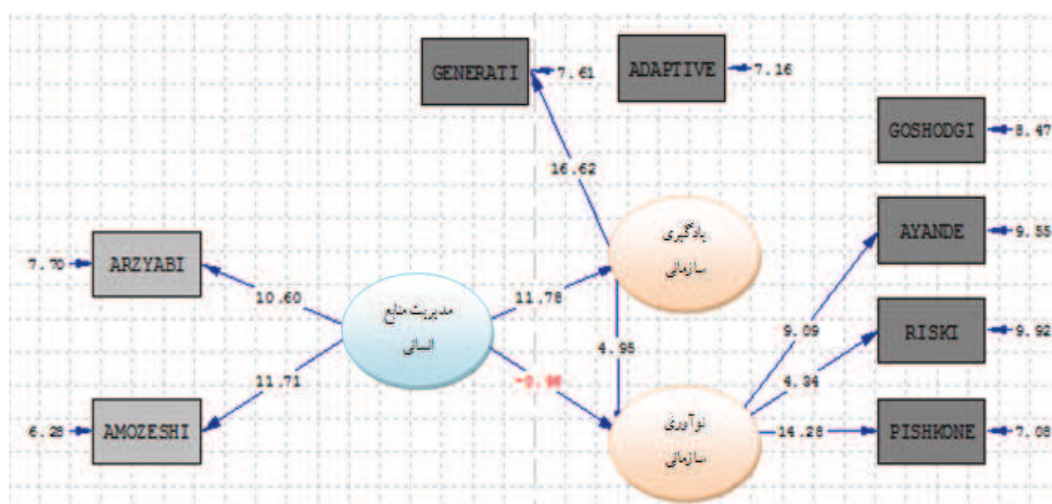 GENERATI
7.61
ADAPTIVE
7.16
GOSHODGI
8.47
16.62
AYANDE
9.55
یادگیری
سازمانی
7.70
ARZYABI
10.60
11.78
مدیریت منابع
انسانی
9.09
RISKI
9.92
4.95
4.34
11.71
-0.96
6.28
AMOZESHI
نوآوری
سازمانی
14.28
PISHKONE
7.08